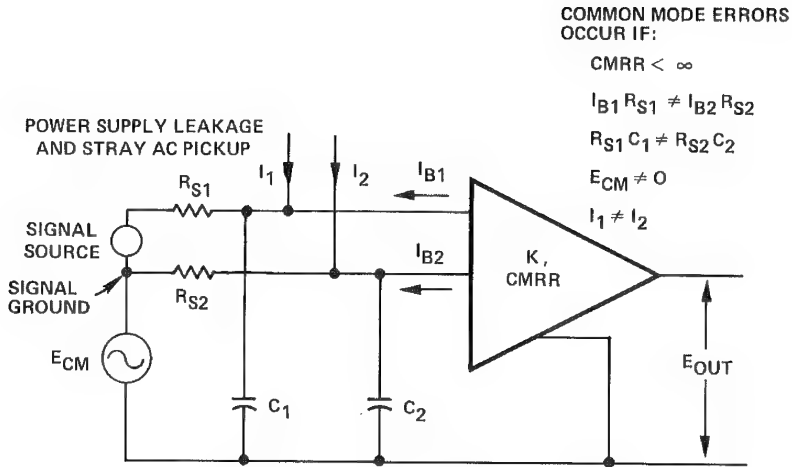 COMMON MODE ERRORS
OCCUR IF:
CMRR < ∞
I_B1 R_S1 ≠ I_B2 R_S2
R_S1 C_1 ≠ R_S2 C_2
E_CM ≠ O
I_1 ≠ I_2
POWER SUPPLY LEAKAGE
AND STRAY AC PICKUP
I_1
I_2
I_B1
R_S1
SIGNAL
SOURCE
I_B2
K,
CMRR
SIGNAL
GROUND
R_S2
E_CM
E_OUT
C_1
C_2